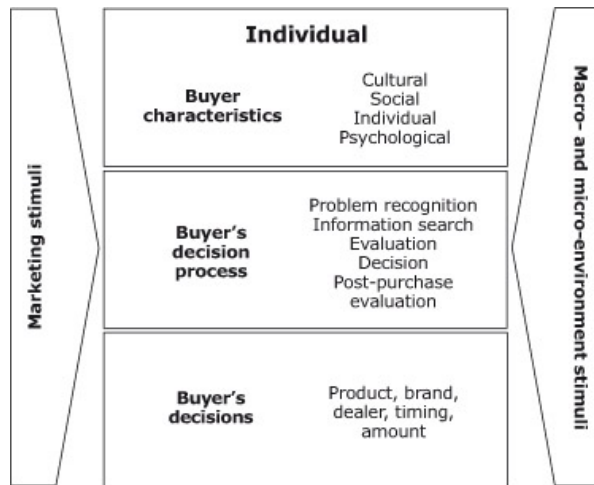 Marketing stimuli
Individual
Buyer
characteristics
Cultural
Social
Individual
Psychological
Buyer's
decision
process
Problem recognition
Information search
Evaluation
Decision
Post-purchase
evaluation
Buyer's
decisions
Product, brand,
dealer, timing,
amount
Macro- and micro-environment stimuli